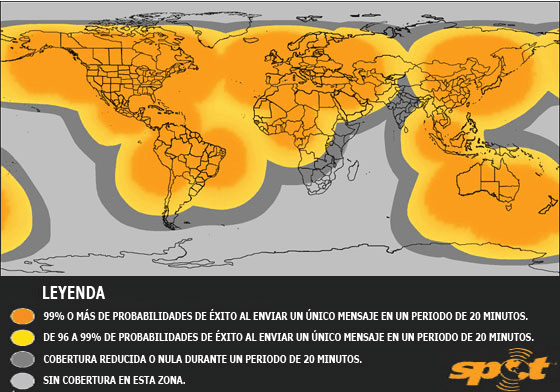 LEYENDA
99% O MÁS DE PROBABILIDADES DE ÉXITO AL ENVIAR UN ÚNICO MENSAJE EN UN PERIODO DE 20 MINUTOS.
DE 96 A 99% DE PROBABILIDADES DE ÉXITO AL ENVIAR UN ÚNICO MENSAJE EN UN PERIODO DE 20 MINUTOS.
COBERTURA REDUCIDA O NULA DURANTE UN PERIODO DE 20 MINUTOS.
SIN COBERTURA EN ESTA ZONA.
spot